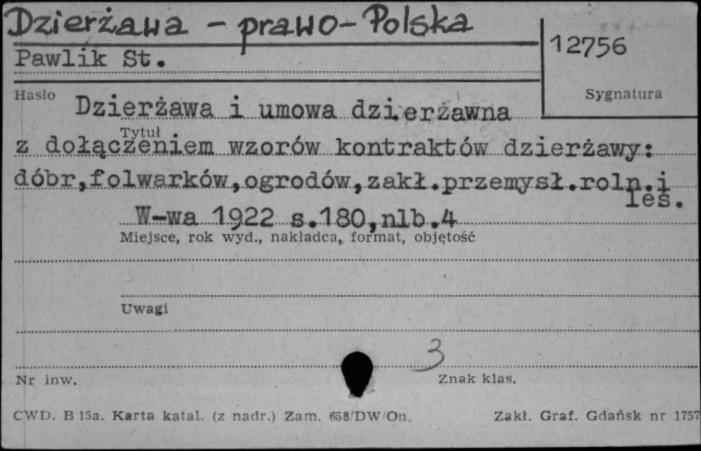 Dzierżawa - prawo - Polska
12756
Pawlik St.
Hasło
Sygnatura
Dzierżawa i umowa dzierżawna
Tytuł
z dołączeniem wzorów kontraktów dzierżawy:
dóbr,folwarków,ogrodów,zakł.przemysł.roln.i
leś.
W-wa 1922 s.180,nlb.4
Miejsce, rok wyd., nakładca, format, objętość
Uwagi
3
Nr inw.
Znak klas.
CWD. B 15a. Karta katal. (z nadr.) Zam. 658/DW/On.
Zakł. Graf. Gdańsk nr 1757